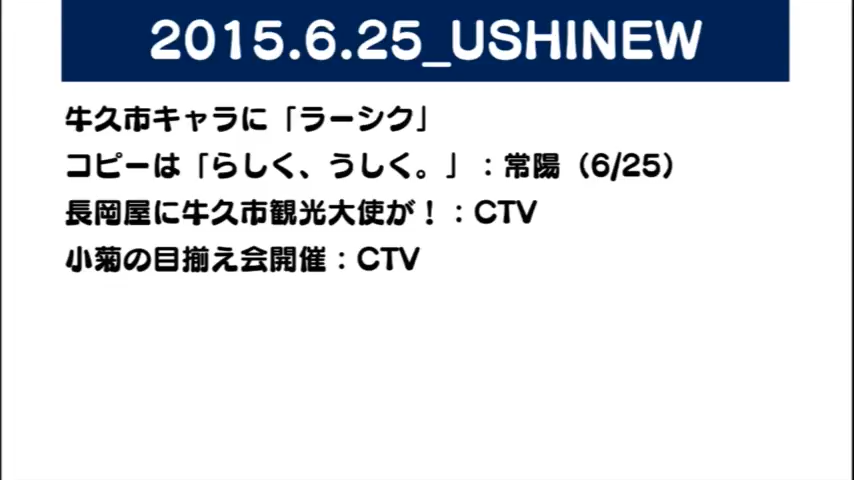 2015.6.25_USHINEW
牛久市キャラに「ラーシク」
コピーは「らしく、うしく。」：常陽（6/25）
長岡屋に牛久市観光大使が！：CTV
小菊の目揃え会開催：CTV